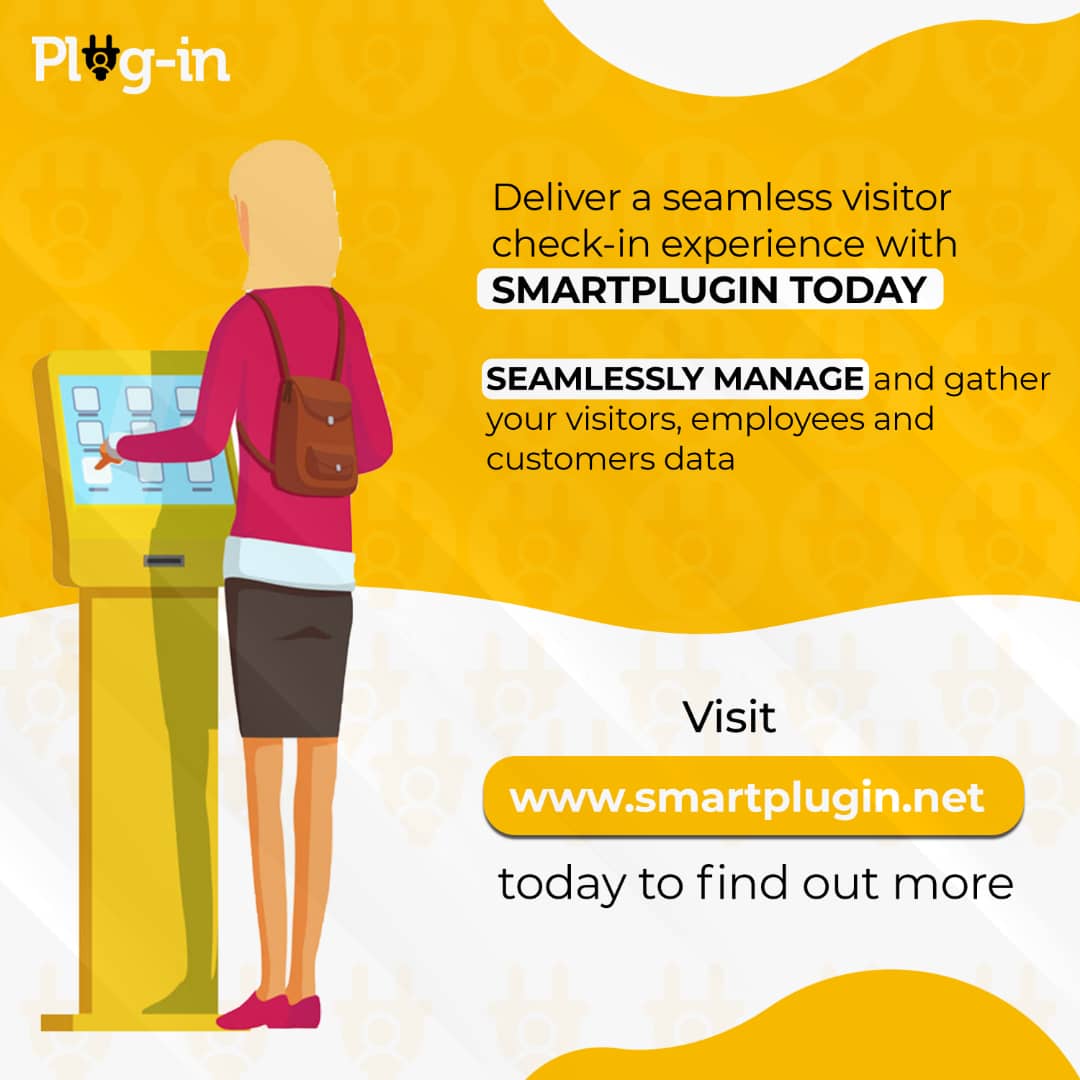 Plug-in
Deliver a seamless visitor
check-in experience with
SMARTPLUGIN TODAY
SEAMLESSLY MANAGE and gather
your visitors, employees and
customers data
Visit
www.smartplugin.net
today to find out more